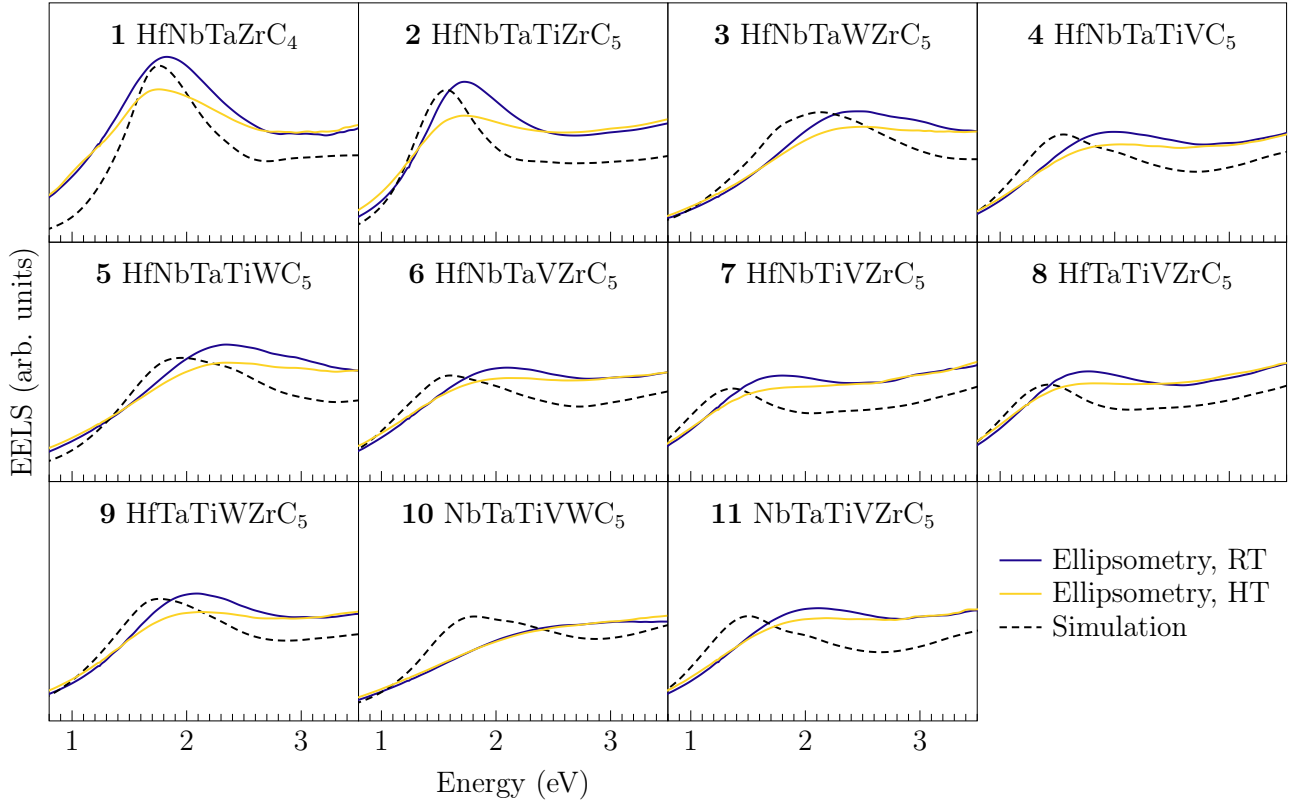 1 HfNbTaZrC₄
2 HfNbTaTiZrC₅
3 HfNbTaWZrC₅
4 HfNbTaTiVC₅
5 HfNbTaTiWC₅
6 HfNbTaVZrC₅
7 HfNbTiVZrC₅
8 HfTaTiVZrC₅
9 HfTaTiWZrC₅
10 NbTaTiVWC₅
11 NbTaTiVZrC₅
Ellipsometry, RT
Ellipsometry, HT
Simulation
EELS (arb. units)
1 2 3
1 2 3
1 2 3
Energy (eV)